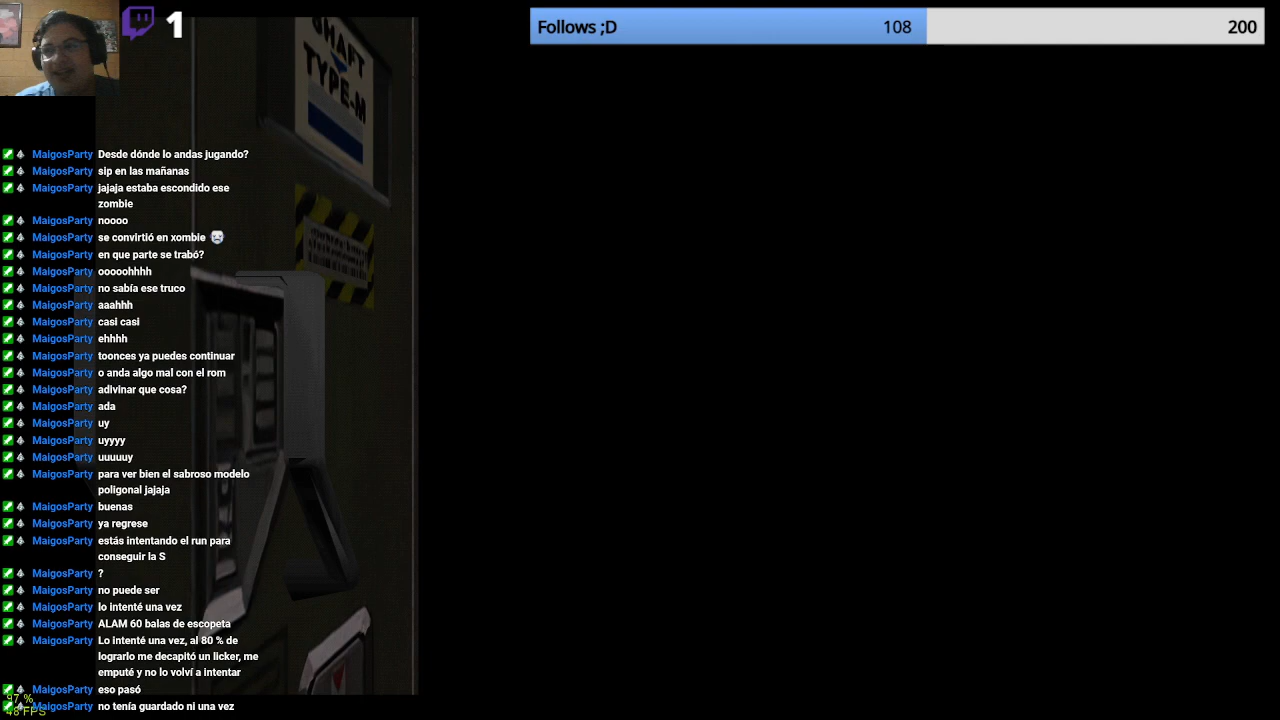 1
Follows ;D 108 200
SHAFT
TYPE-M
MaigosParty Desde dónde lo andas jugando?
MaigosParty sip en las mañanas
MaigosParty jajaja estaba escondido ese
zombie
MaigosParty noooo
MaigosParty se convirtió en xombie
MaigosParty en que parte se trabó?
MaigosParty ooooohhhh
MaigosParty no sabía ese truco
MaigosParty aaahhh
MaigosParty casi casi
MaigosParty ehhhh
MaigosParty toonces ya puedes continuar
MaigosParty o anda algo mal con el rom
MaigosParty adivinar que cosa?
MaigosParty ada
MaigosParty uy
MaigosParty uyyyy
MaigosParty uuuuuy
MaigosParty para ver bien el sabroso modelo
poligonal jajaja
MaigosParty buenas
MaigosParty ya regrese
MaigosParty estás intentando el run para
conseguir la S
MaigosParty ?
MaigosParty no puede ser
MaigosParty lo intenté una vez
MaigosParty ALAM 60 balas de escopeta
MaigosParty Lo intenté una vez, al 80 % de
lograrlo me decapitó un licker, me
emputé y no lo volví a intentar
MaigosParty eso pasó
97 %
MaigosParty no tenía guardado ni una vez
48 FPS